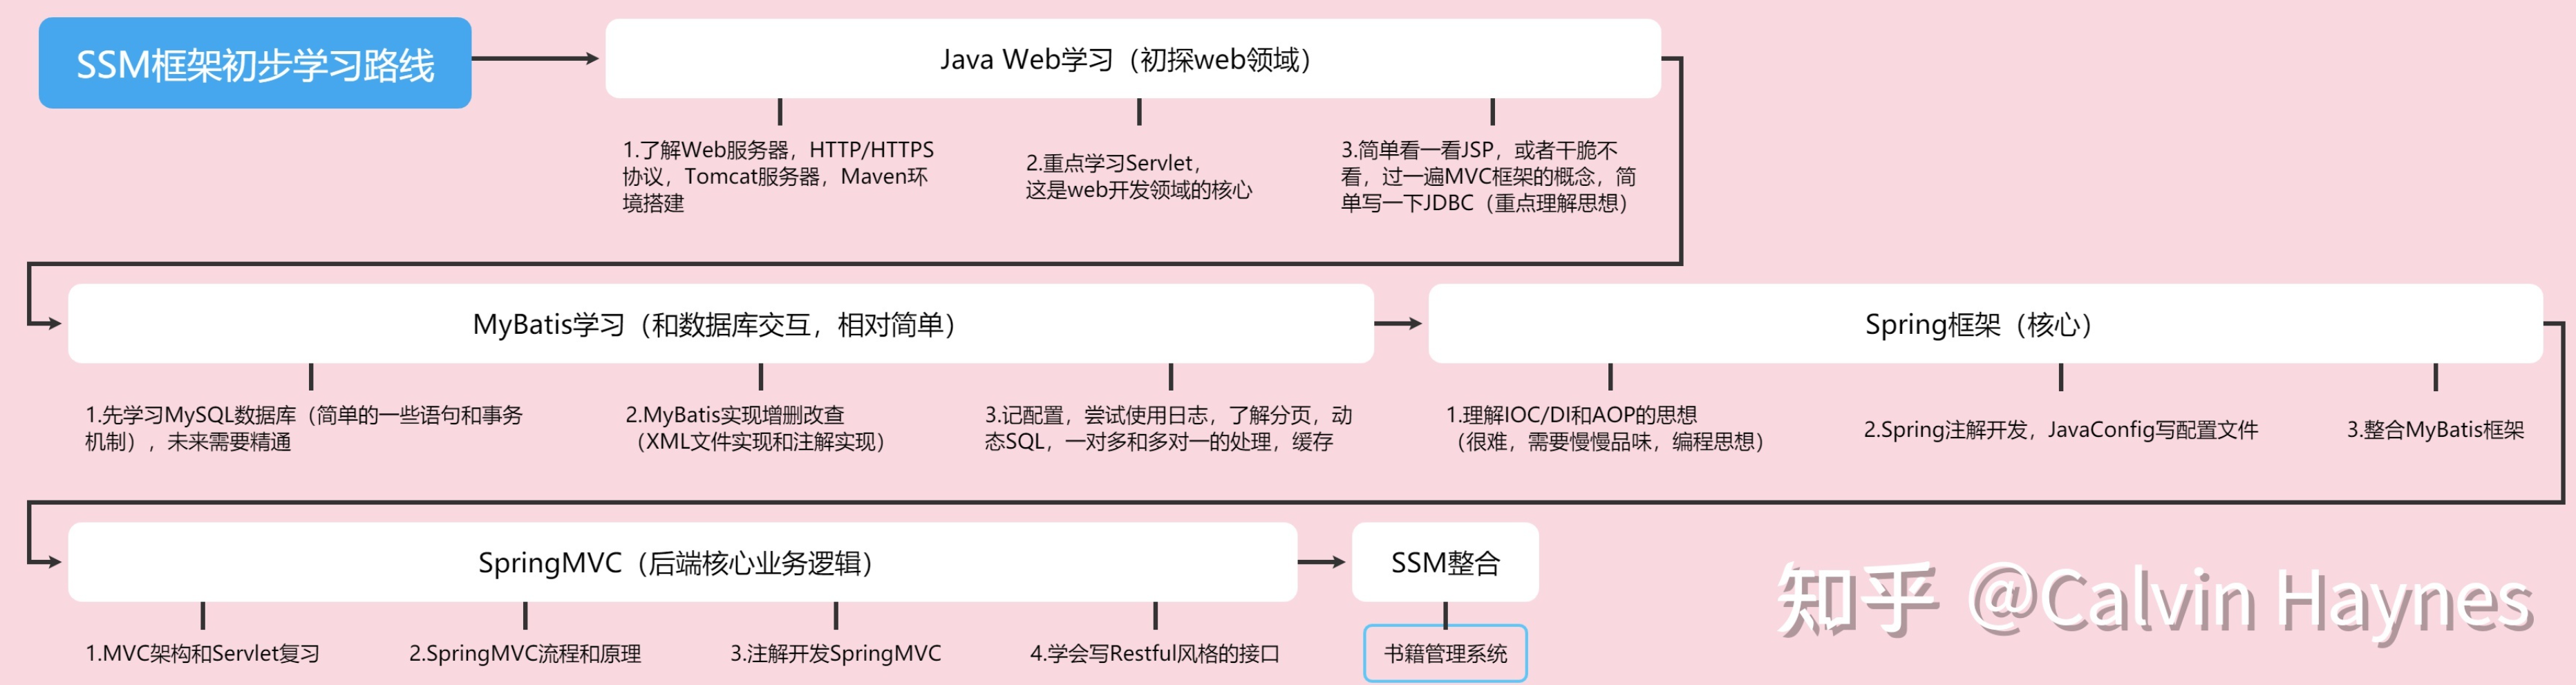 SSM框架初步学习路线
Java Web学习（初探web领域）
1.了解Web服务器，HTTP/HTTPS
协议，Tomcat服务器，Maven环
境搭建
2.重点学习Servlet，
这是web开发领域的核心
3.简单看一看JSP，或者干脆不
看，过一遍MVC框架的概念，简
单写一下JDBC（重点理解思想）
MyBatis学习（和数据库交互，相对简单）
1.先学习MySQL数据库（简单的一些语句和事务
机制），未来需要精通
2.MyBatis实现增删改查
（XML文件实现和注解实现）
3.记配置，尝试使用日志，了解分页，动
态SQL，一对多和多对一的处理，缓存
Spring框架（核心）
1.理解IOC/DI和AOP的思想
（很难，需要慢慢品味，编程思想）
2.Spring注解开发，JavaConfig写配置文件
3.整合MyBatis框架
SpringMVC（后端核心业务逻辑）
1.MVC架构和Servlet复习
2.SpringMVC流程和原理
3.注解开发SpringMVC
4.学会写Restful风格的接口
SSM整合
书籍管理系统
知乎 @Calvin Haynes